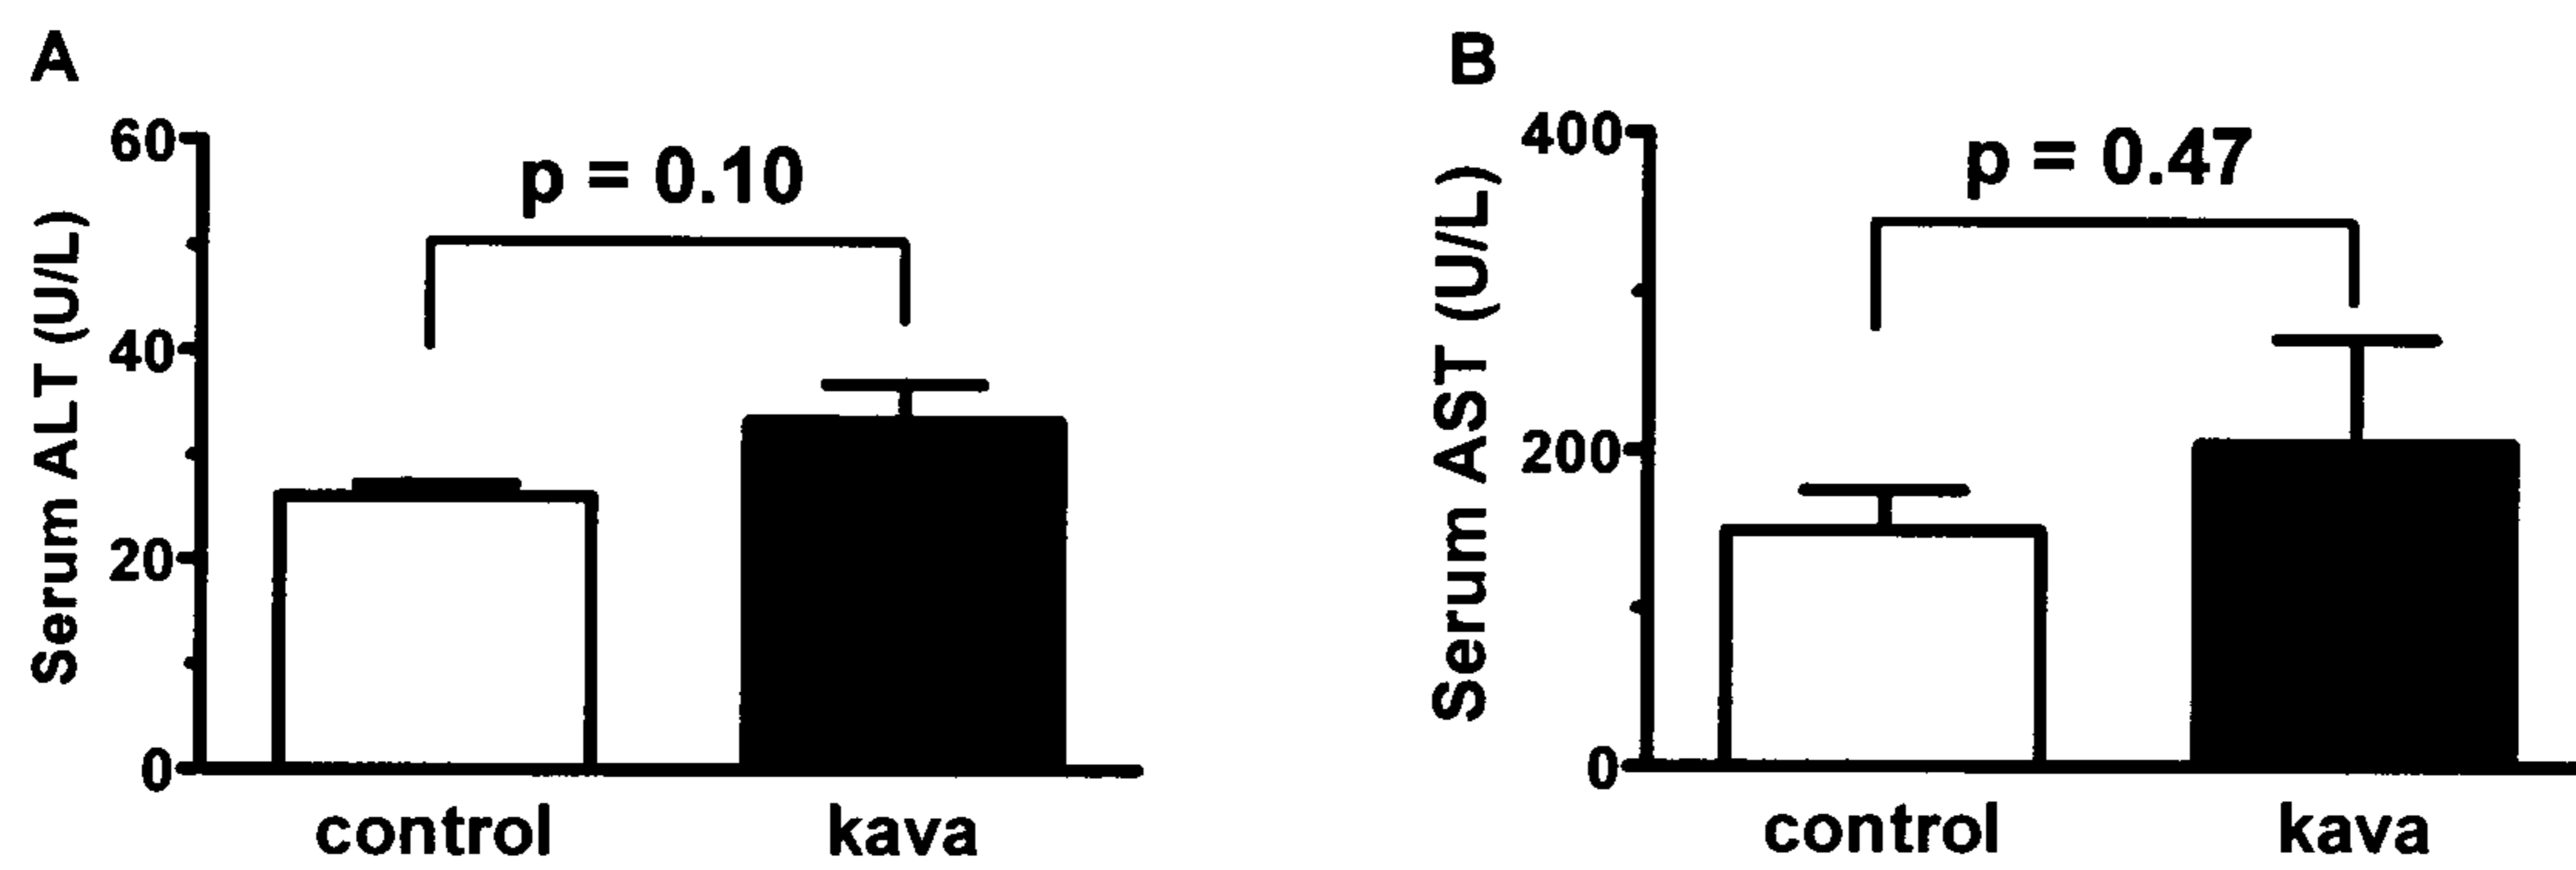 A
60
40
20
0
Serum ALT (U/L)
p = 0.10
control
kava
B
400
200
0
Serum AST (U/L)
p = 0.47
control
kava